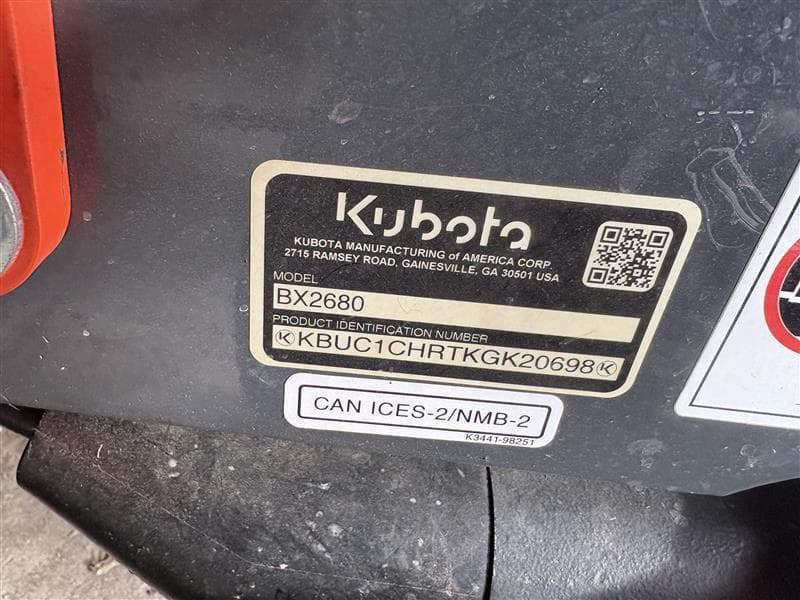 Kubota
KUBOTA MANUFACTURING of AMERICA CORP.
2715 RAMSEY ROAD, GAINESVILLE, GA 30501 USA
MODEL
BX2680
PRODUCT IDENTIFICATION NUMBER
KBUC1CHRTKGK20698
CAN ICES-2/NMB-2
K3441-98251